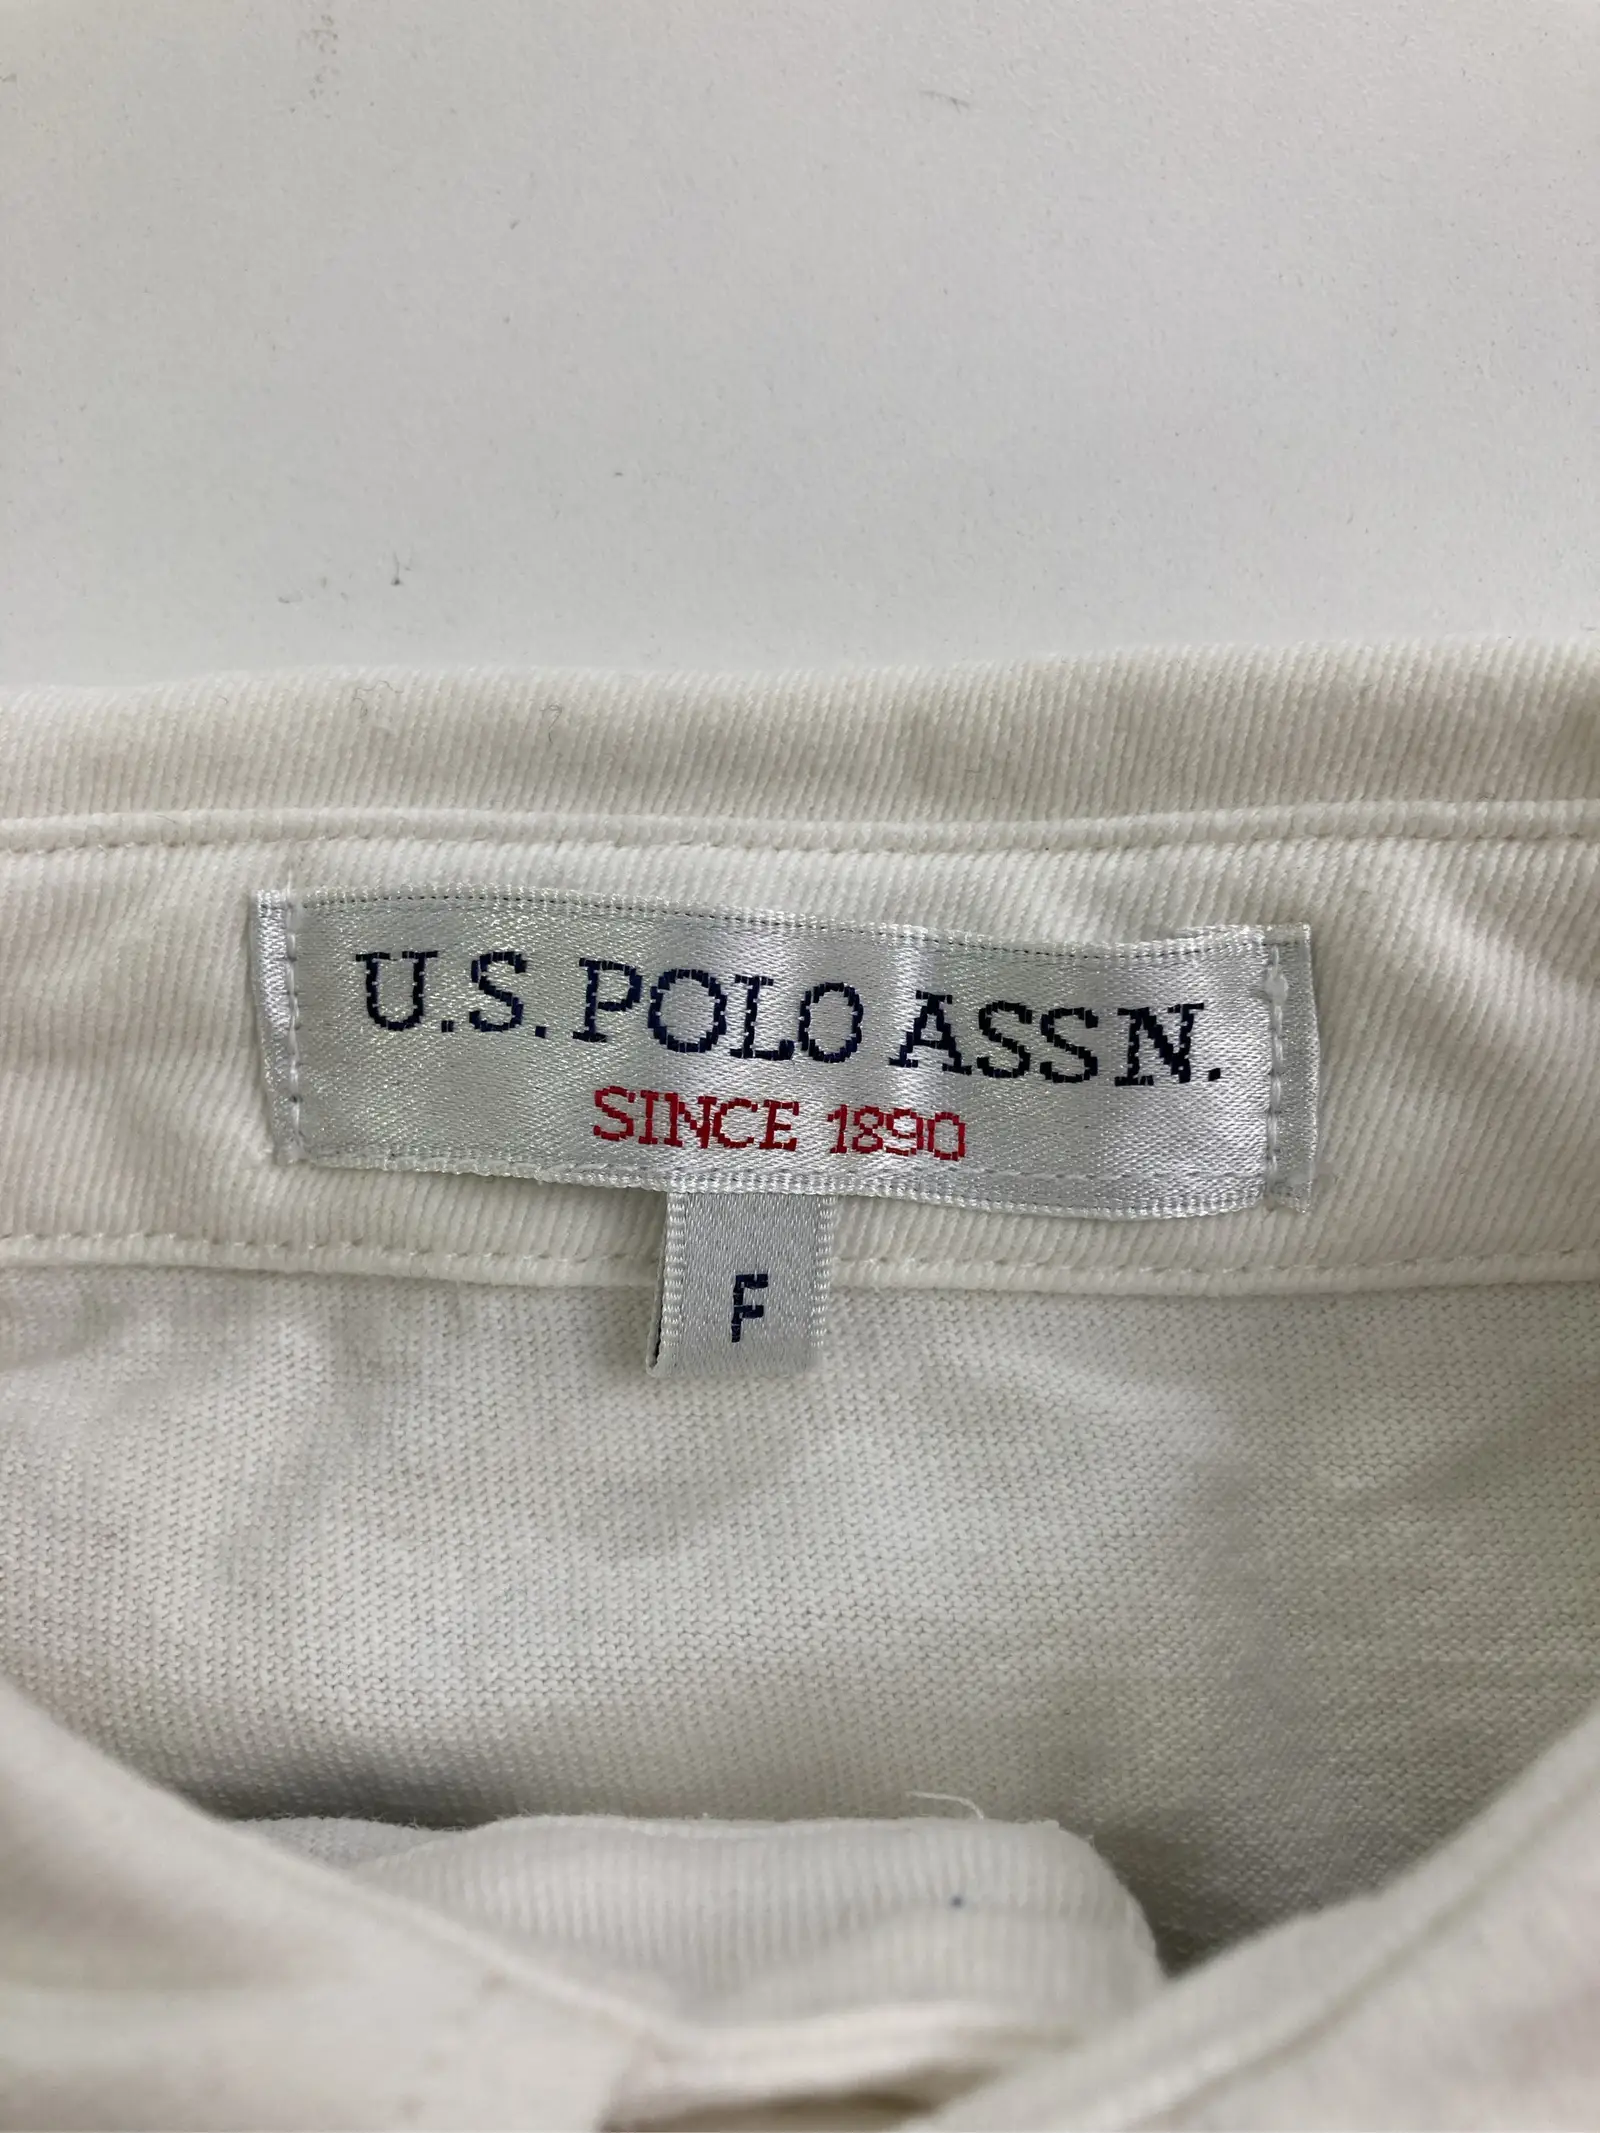 U.S. POLO ASSN.
SINCE 1890
F